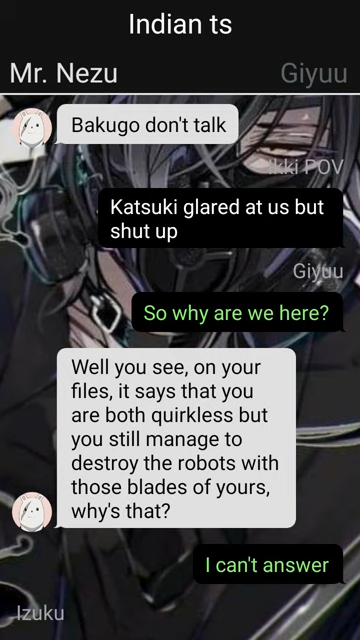 Indian ts
Mr. Nezu
Giyuu
Bakugo don't talk
ikki POV
Katsuki glared at us but
shut up
Giyuu
So why are we here?
Well you see, on your
files, it says that you
are both quirkless but
you still manage to
destroy the robots with
those blades of yours,
why's that?
I can't answer
Izuku